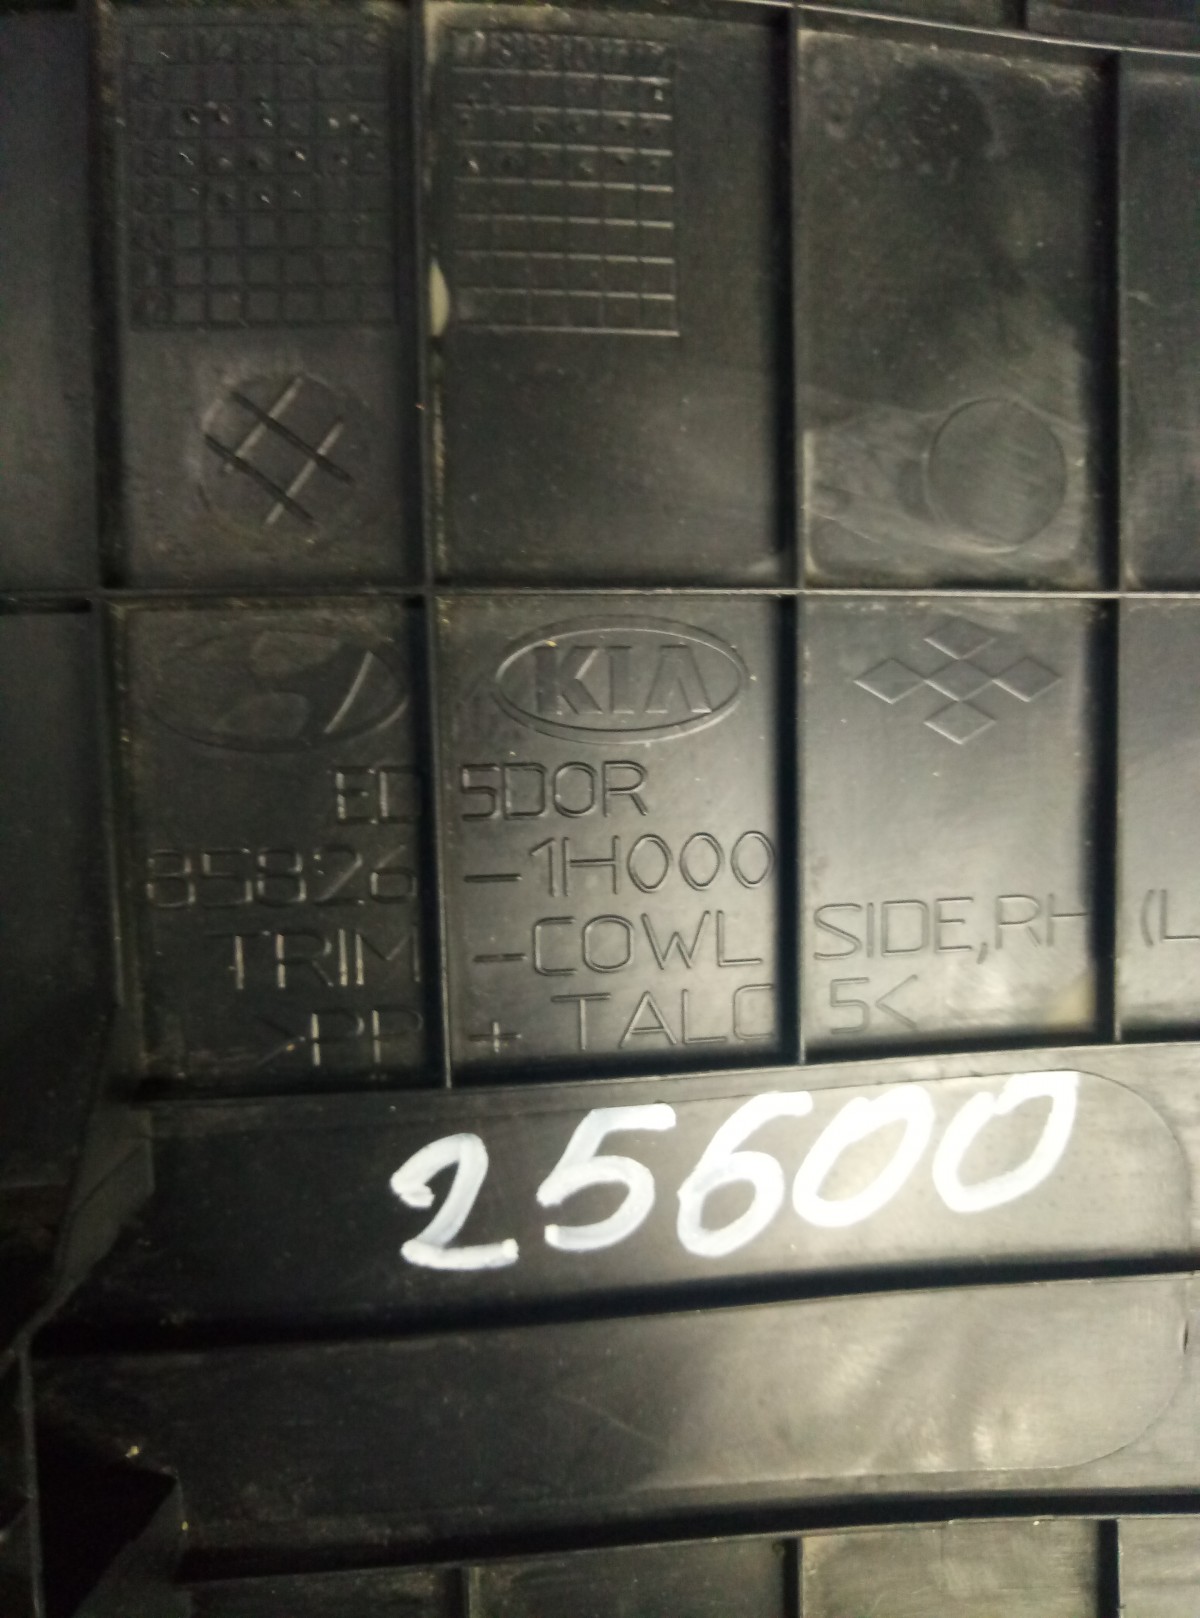 KIA
ED 5DOR
85826-1H000
TRIM-COWL SIDE,RH (L
>PP + TALC 5<
25600